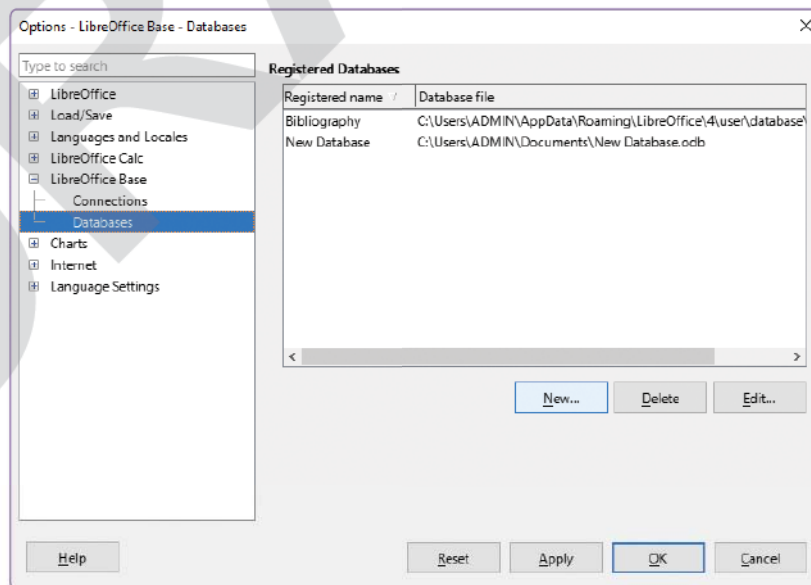 Options - LibreOffice Base - Databases
Type to search
LibreOffice
Load/Save
Languages and Locales
LibreOffice Calc
LibreOffice Base
Connections
Databases
Charts
Internet
Language Settings
Registered Databases
Registered name Database file
Bibliography C:\Users\ADMIN\AppData\Roaming\LibreOffice\4\user\database\
New Database C:\Users\ADMIN\Documents\New Database.odb
New... Delete Edit...
Help Reset Apply OK Cancel